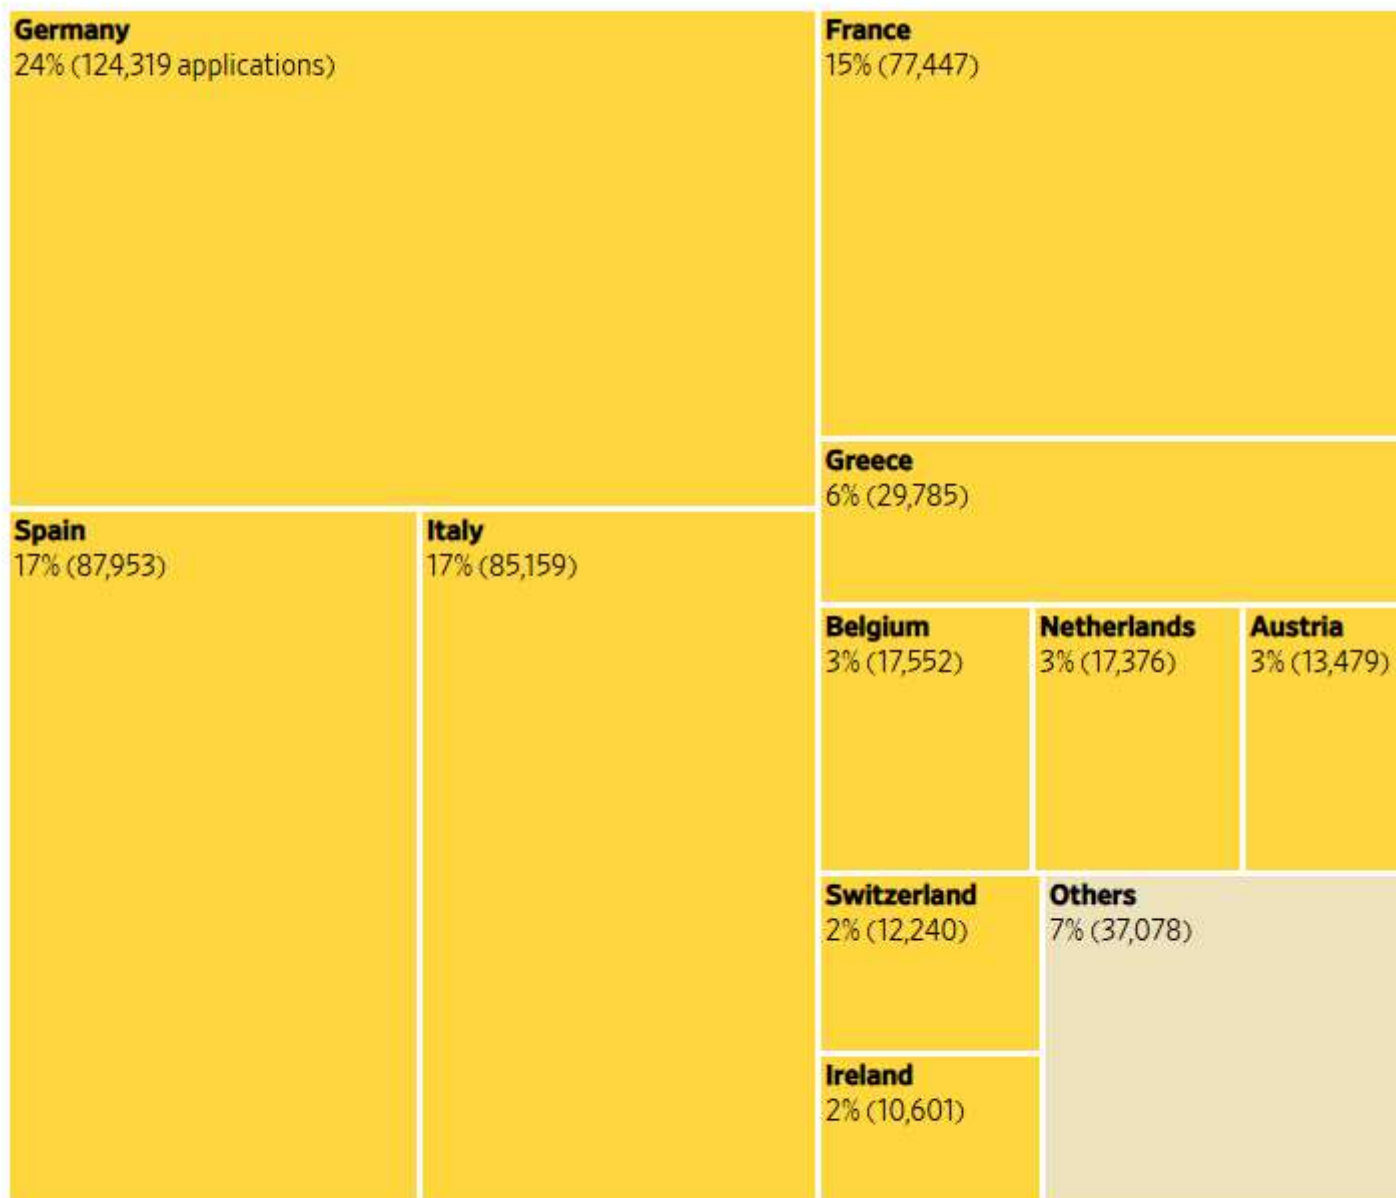 Germany
24% (124,319 applications)
France
15% (77,447)
Greece
6% (29,785)
Spain
17% (87,953)
Italy
17% (85,159)
Belgium
3% (17,552)
Netherlands
3% (17,376)
Austria
3% (13,479)
Switzerland
2% (12,240)
Others
7% (37,078)
Ireland
2% (10,601)